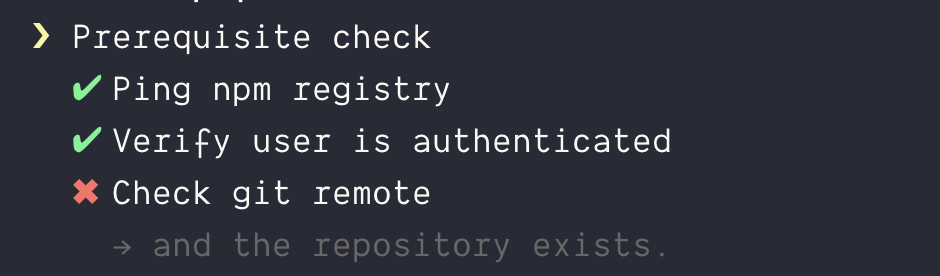 ❯ Prerequisite check
✔ Ping npm registry
✔ Verify user is authenticated
✖ Check git remote
→ and the repository exists.